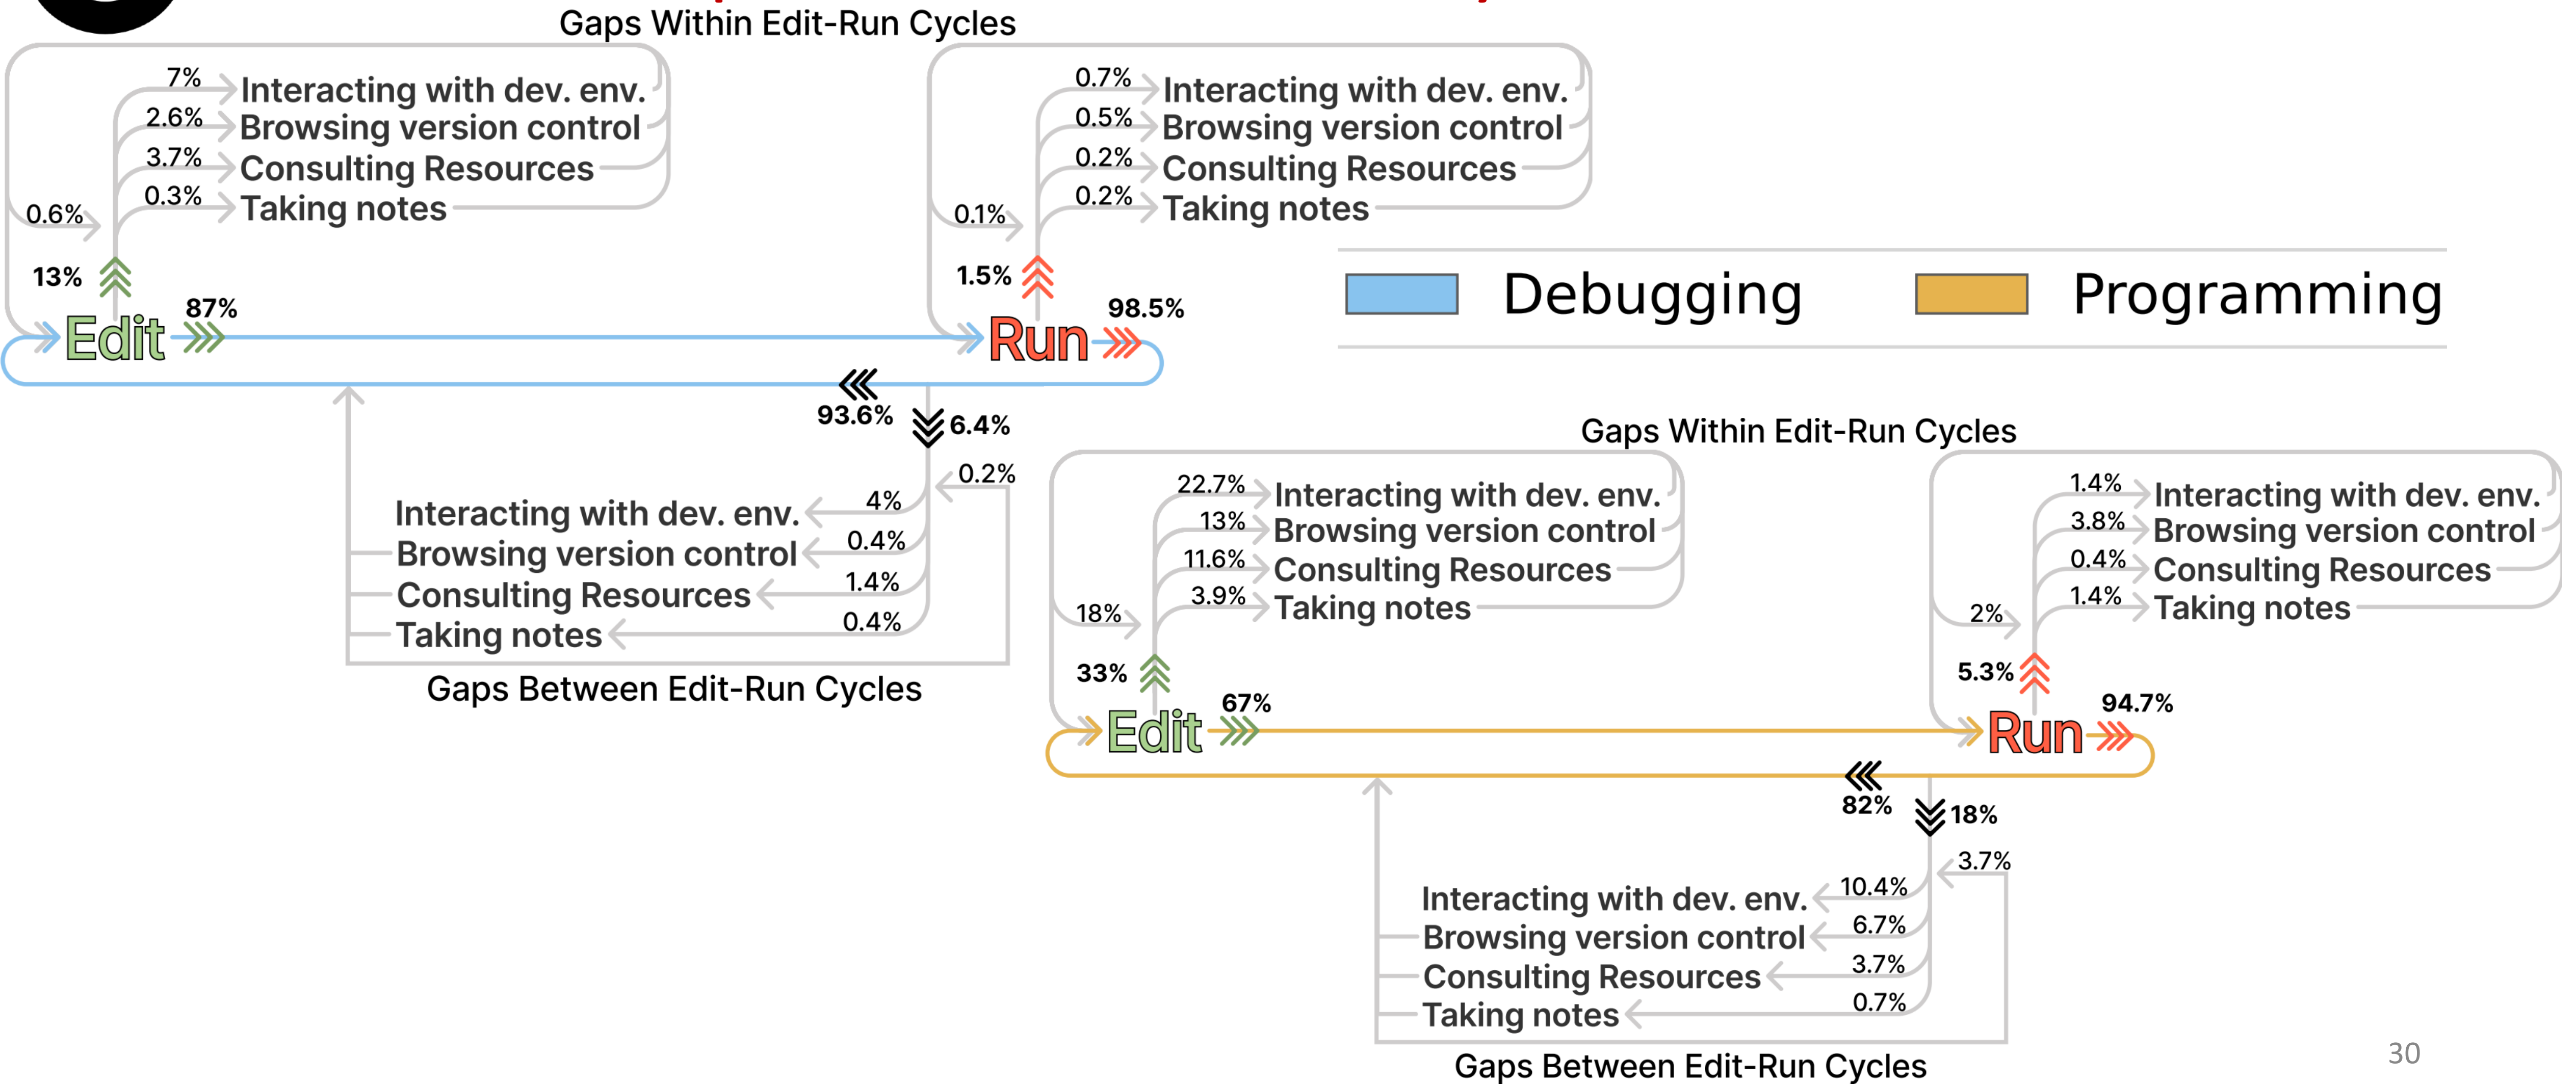 Gaps Within Edit-Run Cycles
7% Interacting with dev. env.
2.6% Browsing version control
3.7% Consulting Resources
0.3% Taking notes
0.6%
13%
87%
Edit
0.7% Interacting with dev. env.
0.5% Browsing version control
0.2% Consulting Resources
0.2% Taking notes
0.1%
1.5%
98.5%
Run
93.6%
6.4%
0.2%
Interacting with dev. env. 4%
Browsing version control 0.4%
Consulting Resources 1.4%
Taking notes 0.4%
Gaps Between Edit-Run Cycles
Debugging
Programming
Gaps Within Edit-Run Cycles
22.7% Interacting with dev. env.
13% Browsing version control
11.6% Consulting Resources
3.9% Taking notes
18%
33%
67%
Edit
1.4% Interacting with dev. env.
3.8% Browsing version control
0.4% Consulting Resources
1.4% Taking notes
2%
5.3%
94.7%
Run
82%
18%
3.7%
Interacting with dev. env. 10.4%
Browsing version control 6.7%
Consulting Resources 3.7%
Taking notes 0.7%
Gaps Between Edit-Run Cycles
30